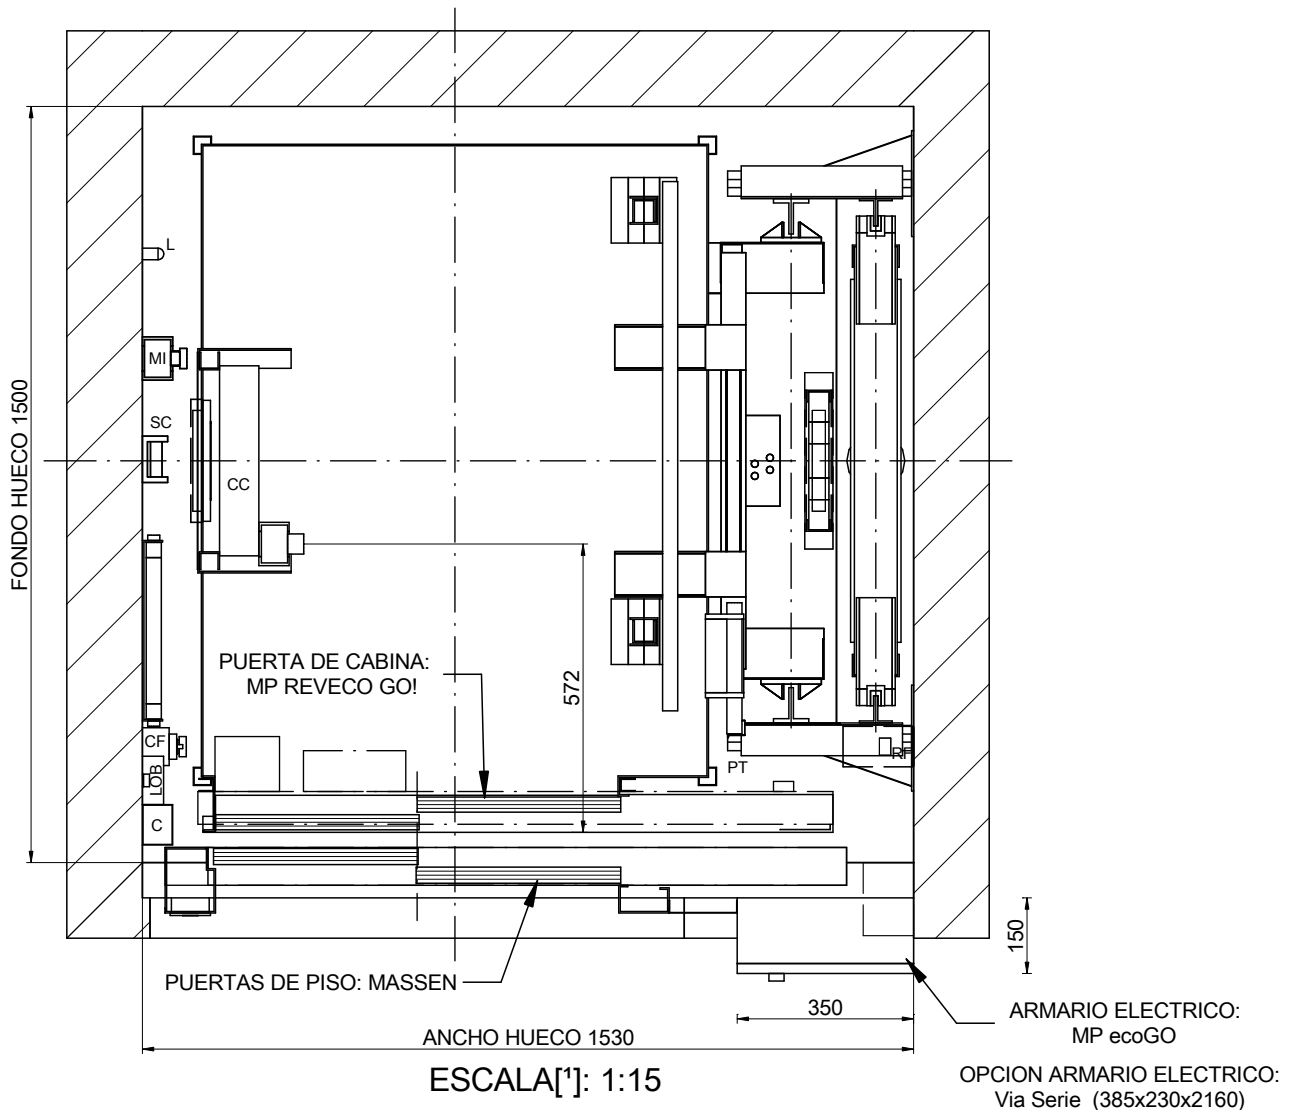 L
MI
SC
CC
FONDO HUECO 1500
PUERTA DE CABINA:
MP REVECO GO!
572
CF
LOB
C
PT
RF
PUERTAS DE PISO: MASSEN
150
350
ANCHO HUECO 1530
ARMARIO ELECTRICO:
MP ecoGO
ESCALA[¹]: 1:15
OPCION ARMARIO ELECTRICO:
Via Serie (385x230x2160)